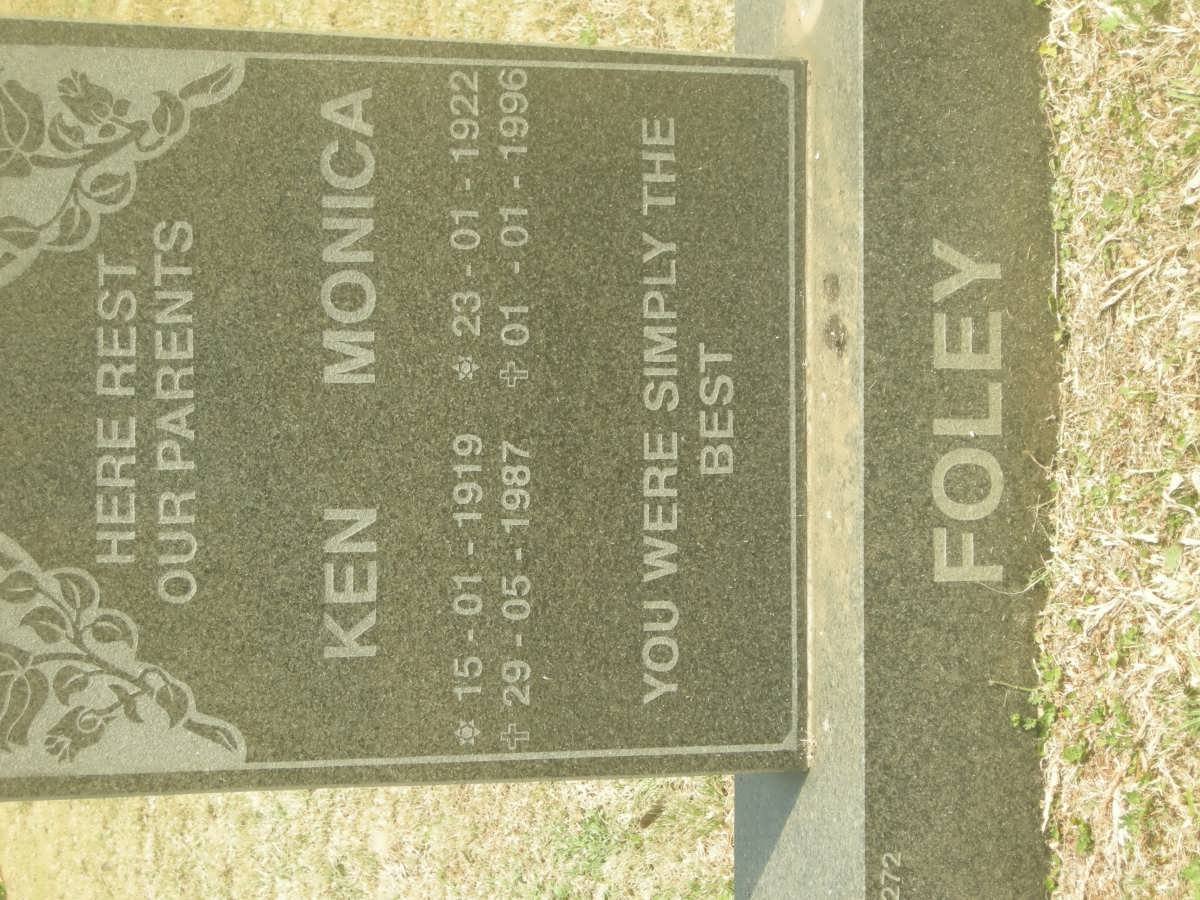 HERE REST
OUR PARENTS
KEN MONICA
✡ 15 - 01 - 1919 ✡ 23 - 01 - 1922
✝ 29 - 05 - 1987 ✝ 01 - 01 - 1996
YOU WERE SIMPLY THE
BEST
FOLEY
272